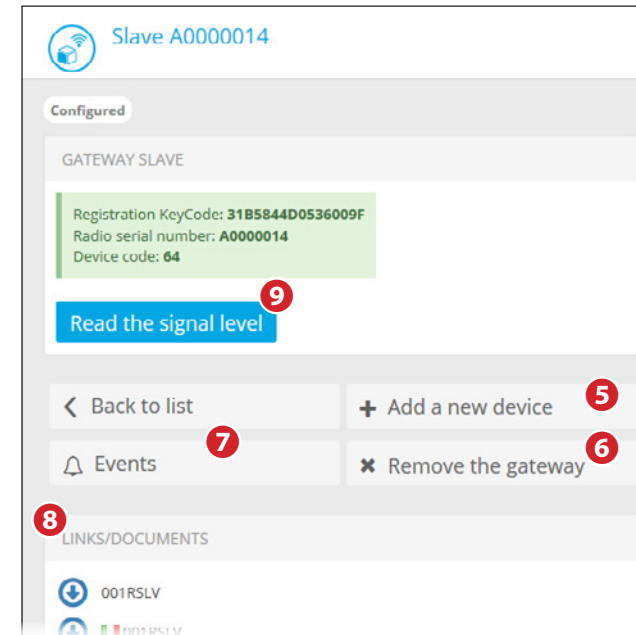 Slave A0000014
Configured
GATEWAY SLAVE
Registration KeyCode: 31B5844D0536009F
Radio serial number: A0000014
Device code: 64
9
Read the signal level
Back to list
Add a new device
5
7
Events
Remove the gateway
6
8
LINKS/DOCUMENTS
001RSLV
001RSLV